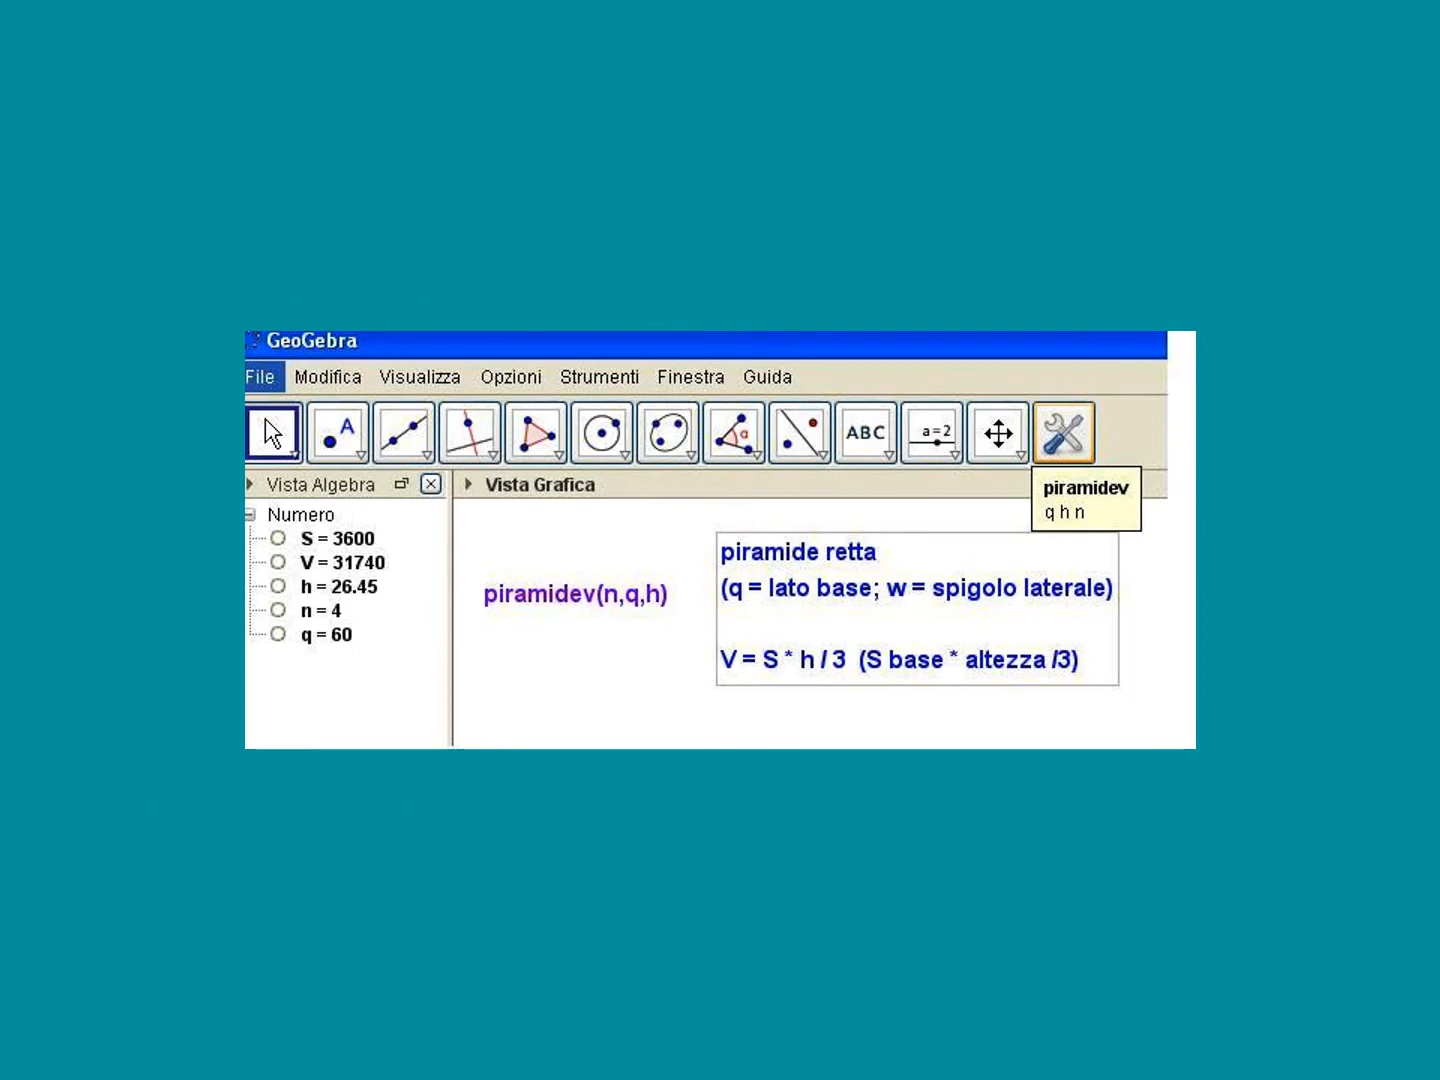 GeoGebra
File Modifica Visualizza Opzioni Strumenti Finestra Guida
A α ABC a=2
piramidev
q h n
Vista Algebra
Vista Grafica
Numero
S = 3600
V = 31740
h = 26.45
n = 4
q = 60
piramidev(n,q,h)
piramide retta
(q = lato base; w = spigolo laterale)
V = S * h / 3 (S base * altezza /3)